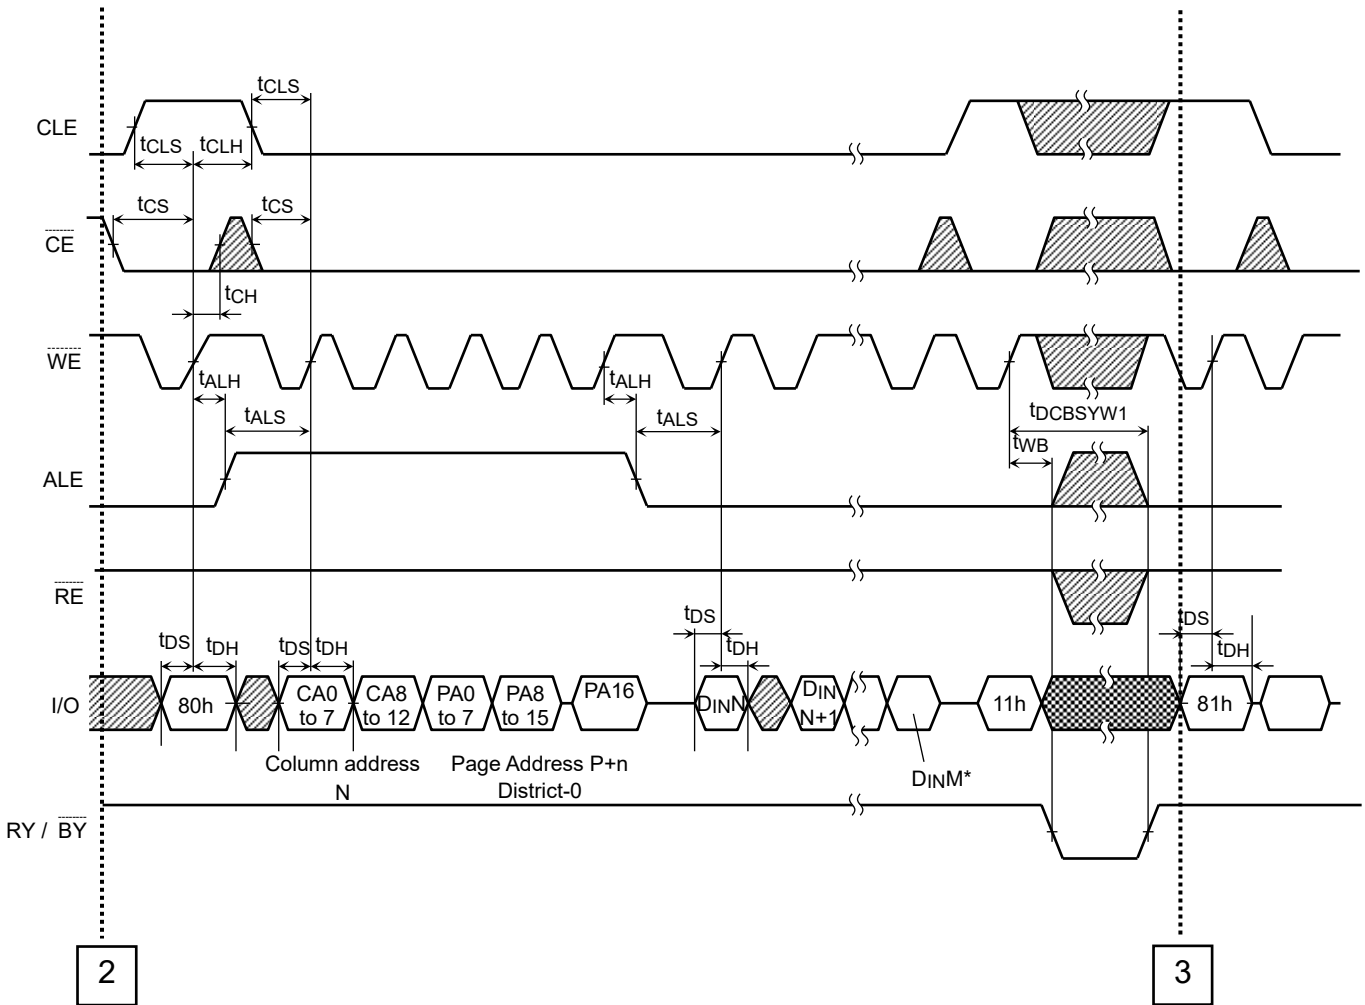 tCLS
CLE
tCLS
tCLH
tCS
tCS
CE
tCH
WE
tALH
tALH
tALS
tALS
tDCBSYW1
tWB
ALE
RE
tDS
tDH
tDS
tDH
tDS
tDH
tDS
tDH
I/O
80h
CA0
to 7
CA8
to 12
PA0
to 7
PA8
to 15
PA16
DINN
DIN
N+1
11h
81h
Column address
N
Page Address P+n
District-0
DINM*
RY / BY
2
3